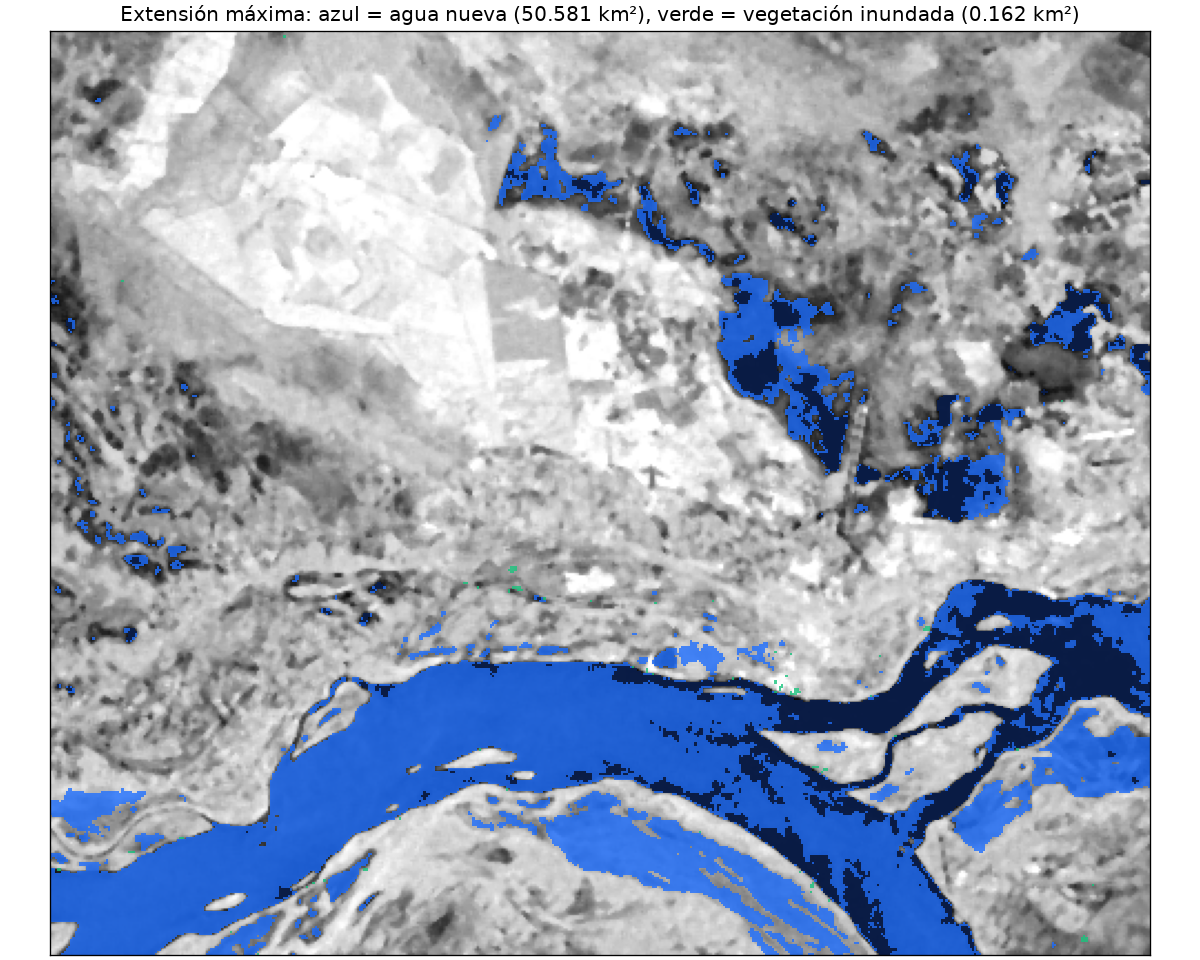 Extensión máxima: azul = agua nueva (50.581 km²), verde = vegetación inundada (0.162 km²)